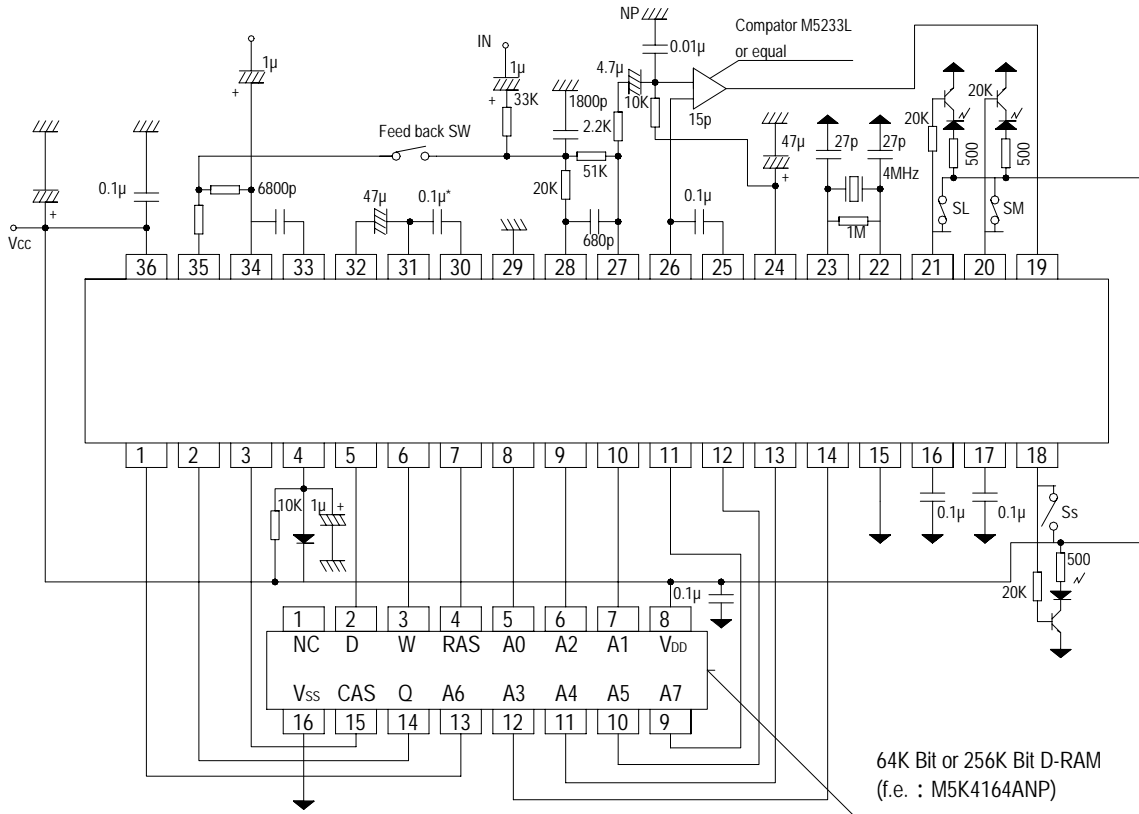 NP
Compator M5233L
or equal
IN
0.01µ
1µ
1µ
4.7µ
33K
1800p
10K
15p
20K
20K
2.2K
47µ
27p
27p
+
+
Feed back SW
4MHz
500
500
0.1µ
6800p
51K
+
20K
47µ
0.1µ*
0.1µ
SL
SM
+
680p
1M
Vcc
36
35
34
33
32
31
30
29
28
27
26
25
24
23
22
21
20
19
1
2
3
4
5
6
7
8
9
10
11
12
13
14
15
16
17
18
10K
1µ
+
0.1µ
0.1µ
Ss
500
20K
0.1µ
1 2 3 4 5 6 7 8
NC D W RAS A0 A2 A1 VDD
VSS CAS Q A6 A3 A4 A5 A7
16 15 14 13 12 11 10 9
64K Bit or 256K Bit D-RAM
(f.e. : M5K4164ANP)